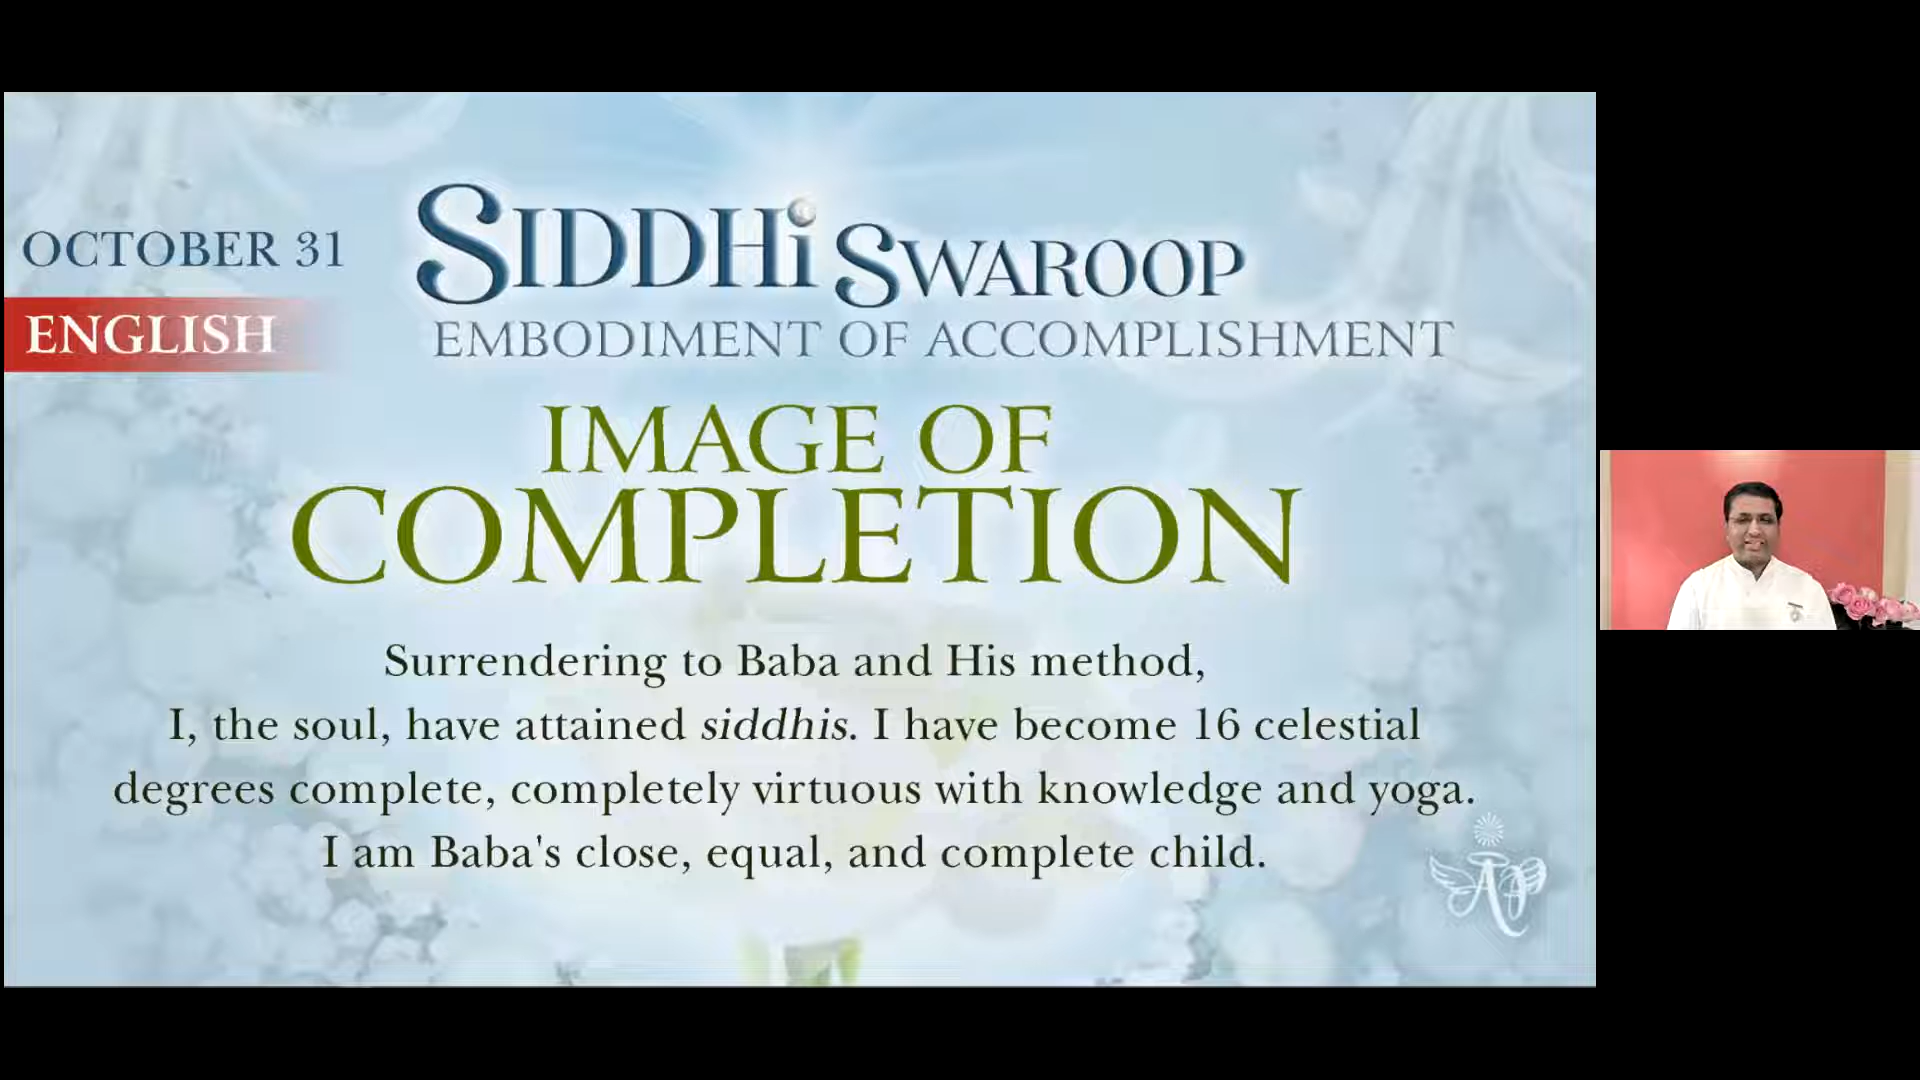 OCTOBER 31
ENGLISH
SIDDHi SWAROOP
EMBODIMENT OF ACCOMPLISHMENT
IMAGE OF
COMPLETION
Surrendering to Baba and His method,
I, the soul, have attained siddhis. I have become 16 celestial
degrees complete, completely virtuous with knowledge and yoga.
I am Baba's close, equal, and complete child.